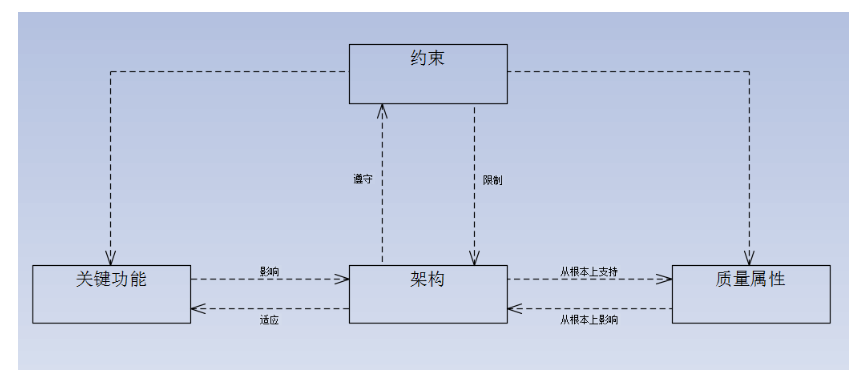 约束
遵守
限制
关键功能
影响
架构
从根本上支持
质量属性
适应
从根本上影响